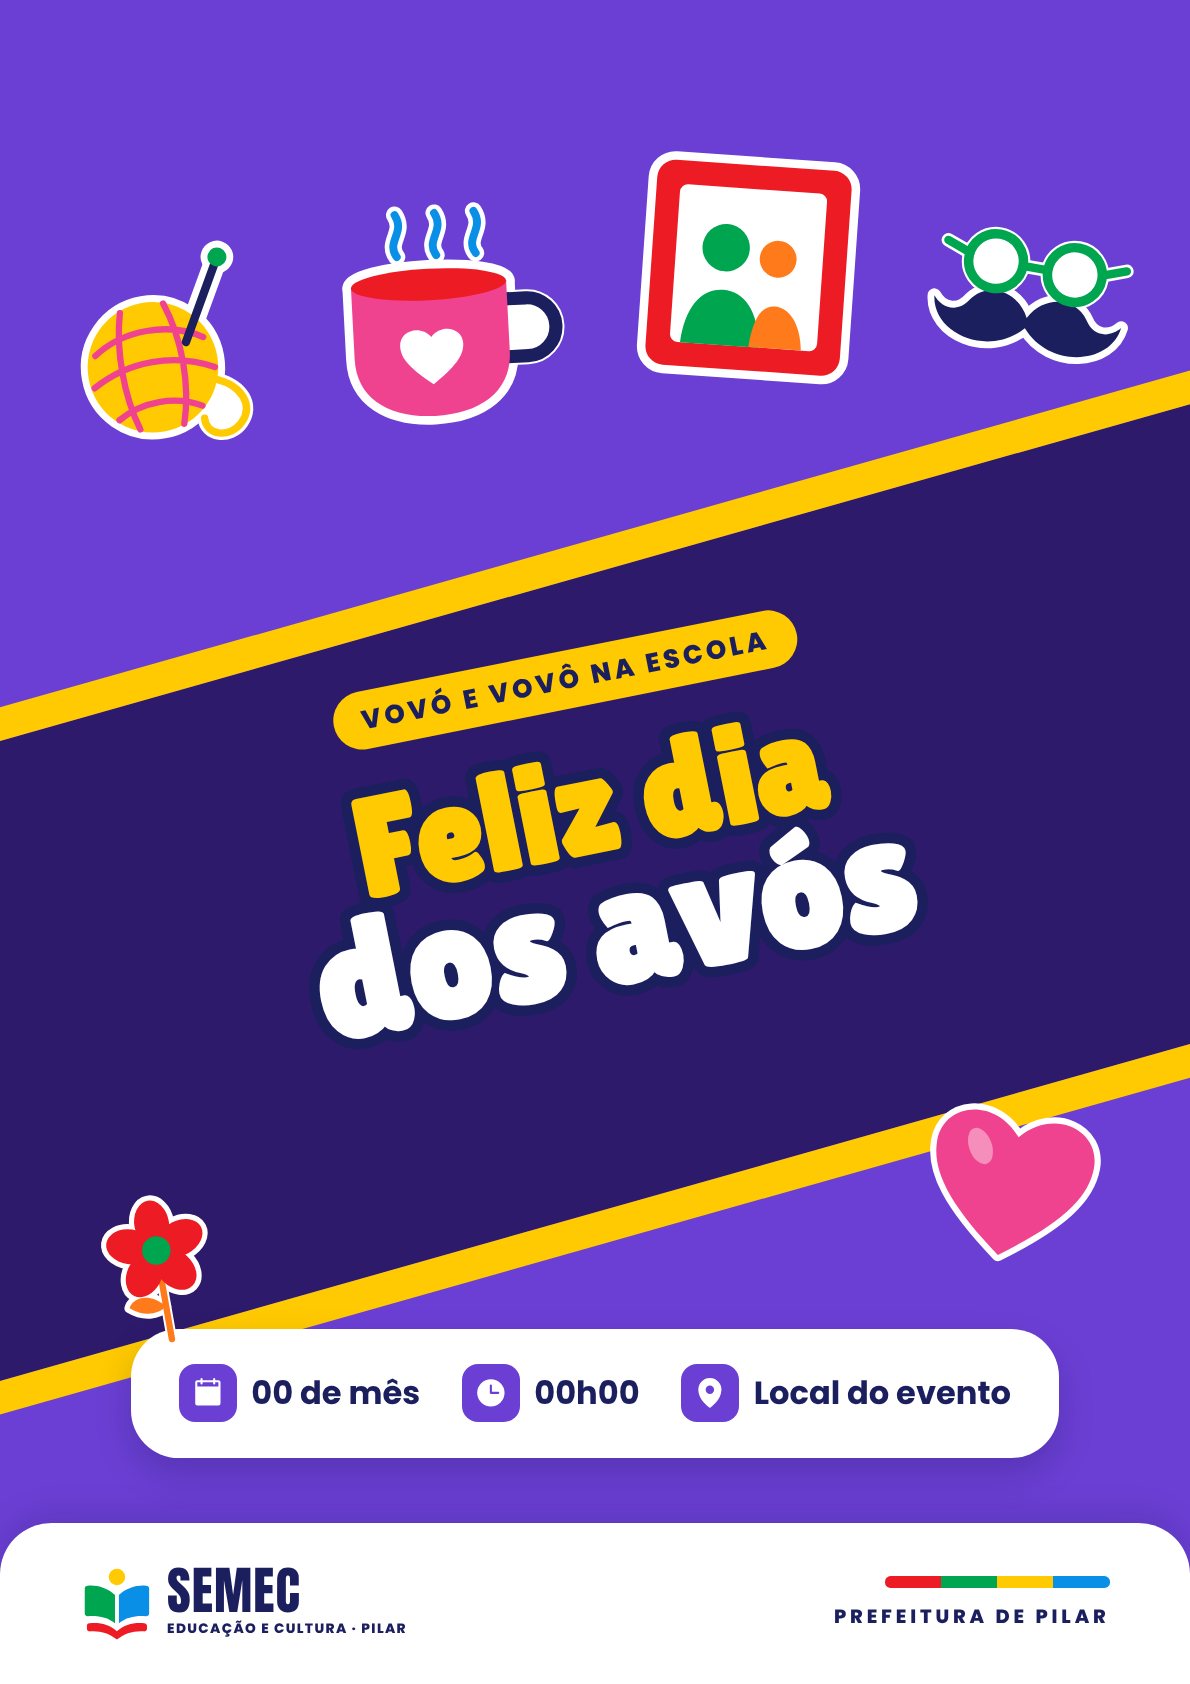 VOVÓ E VOVÔ NA ESCOLA
Feliz dia
dos avós
00 de mês
00h00
Local do evento
SEMEC
EDUCAÇÃO E CULTURA · PILAR
PREFEITURA DE PILAR